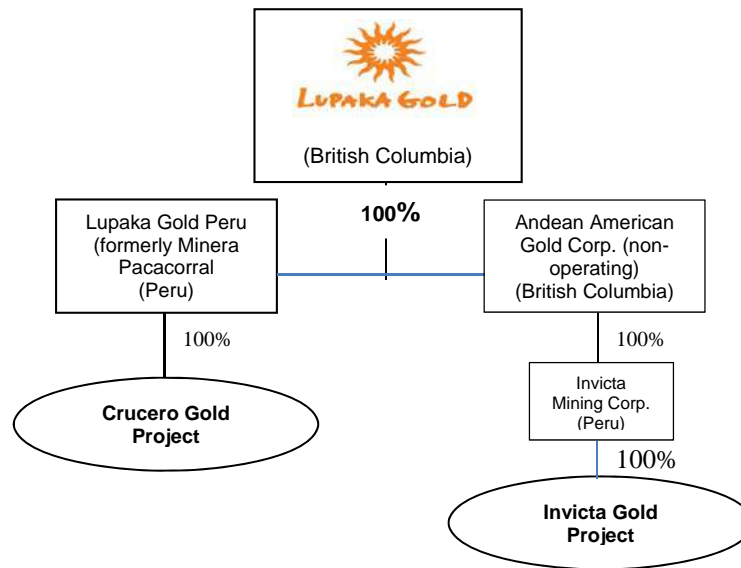 LUPAKA GOLD
(British Columbia)
100%
Lupaka Gold Peru
(formerly Minera
Pacacorral
(Peru)
Andean American
Gold Corp. (non-
operating)
(British Columbia)
100%
100%
Crucero Gold
Project
Invicta
Mining Corp.
(Peru)
100%
Invicta Gold
Project